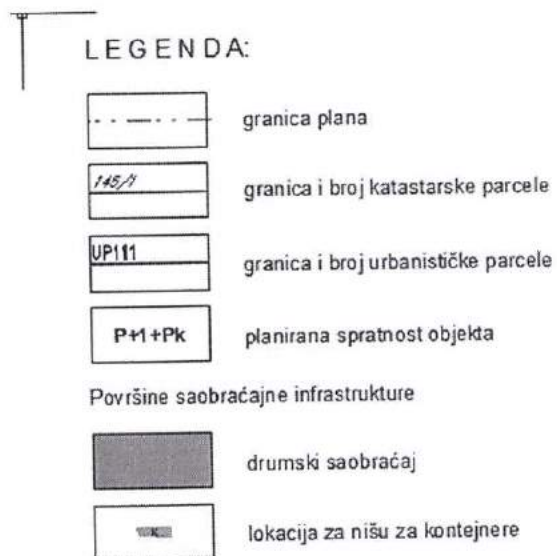 LEGENDA:
granica plana
145/1 granica i broj katastarske parcele
UP111 granica i broj urbanističke parcele
P+1+Pk planirana spratnost objekta
Površine saobraćajne infrastrukture
drumski saobraćaj
K lokacija za nišu za kontejnere